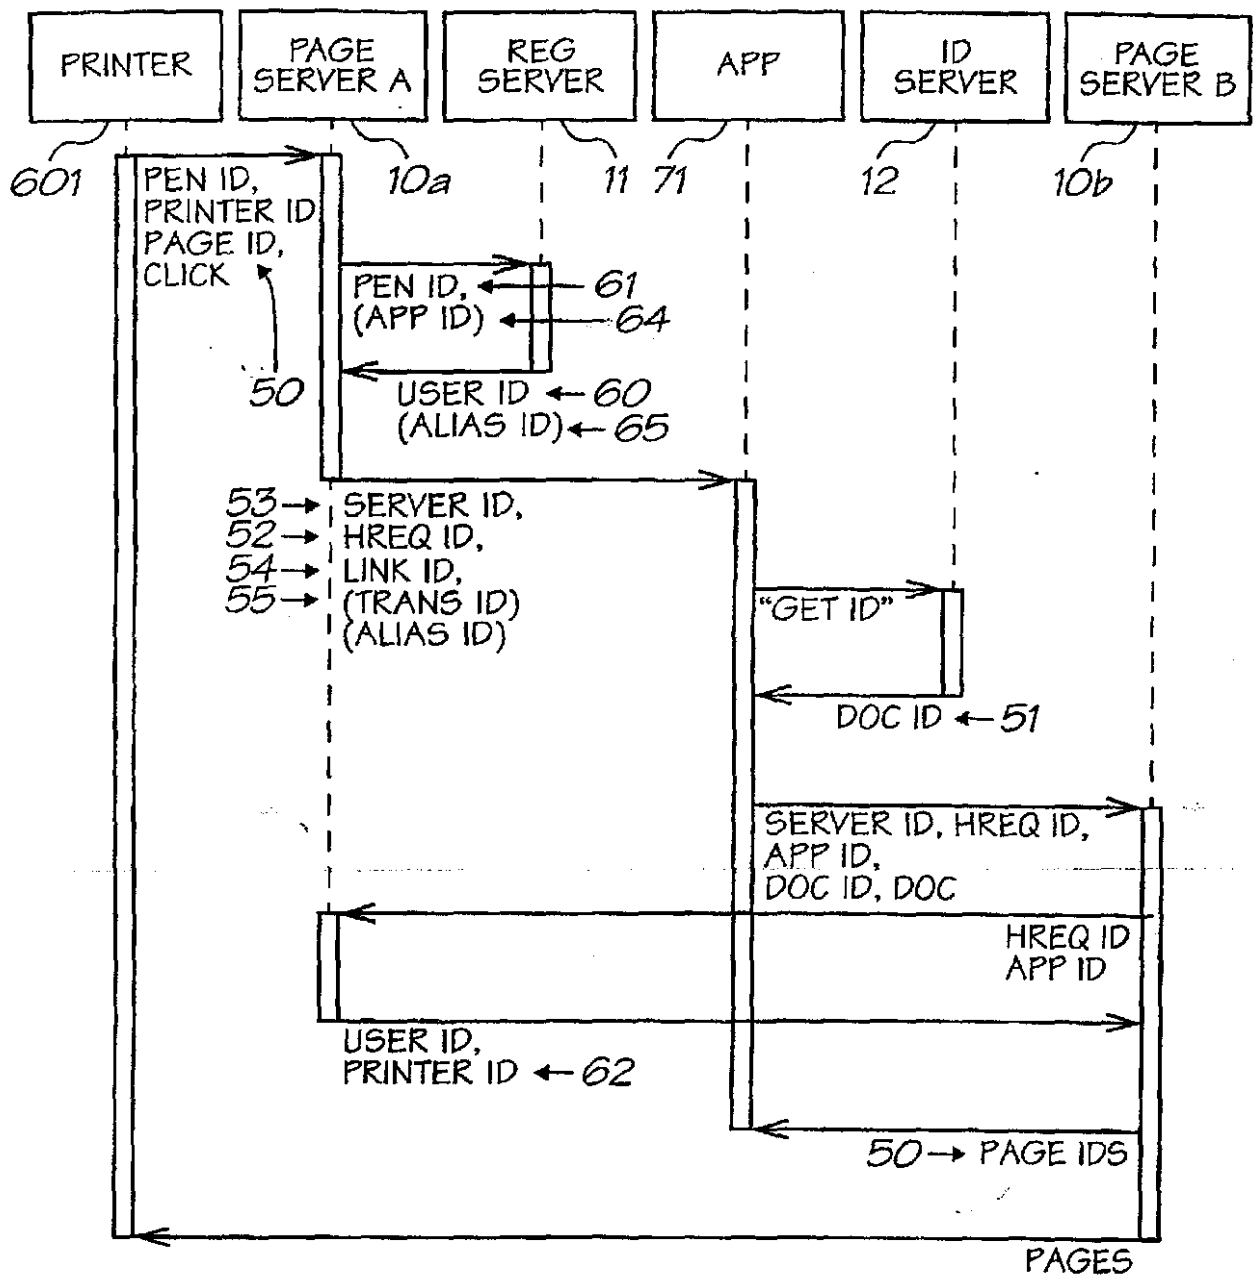 PRINTER
PAGE
SERVER A
REG
SERVER
APP
ID
SERVER
PAGE
SERVER B
601
10a
11
71
12
10b
PEN ID,
PRINTER ID
PAGE ID,
CLICK
50
PEN ID, 61
(APP ID) 64
USER ID 60
(ALIAS ID) 65
53 SERVER ID,
52 HREQ ID,
54 LINK ID,
55 (TRANS ID)
(ALIAS ID)
“GET ID”
DOC ID 51
SERVER ID, HREQ ID,
APP ID,
DOC ID, DOC
HREQ ID
APP ID
USER ID,
PRINTER ID 62
50 PAGE IDS
PAGES